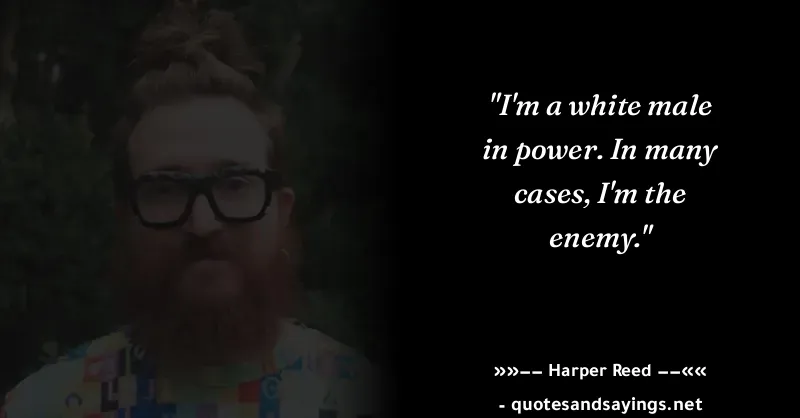 "I'm a white male
in power. In many
cases, I'm the
enemy."
»»−− Harper Reed −−««
- quotesandsayings.net